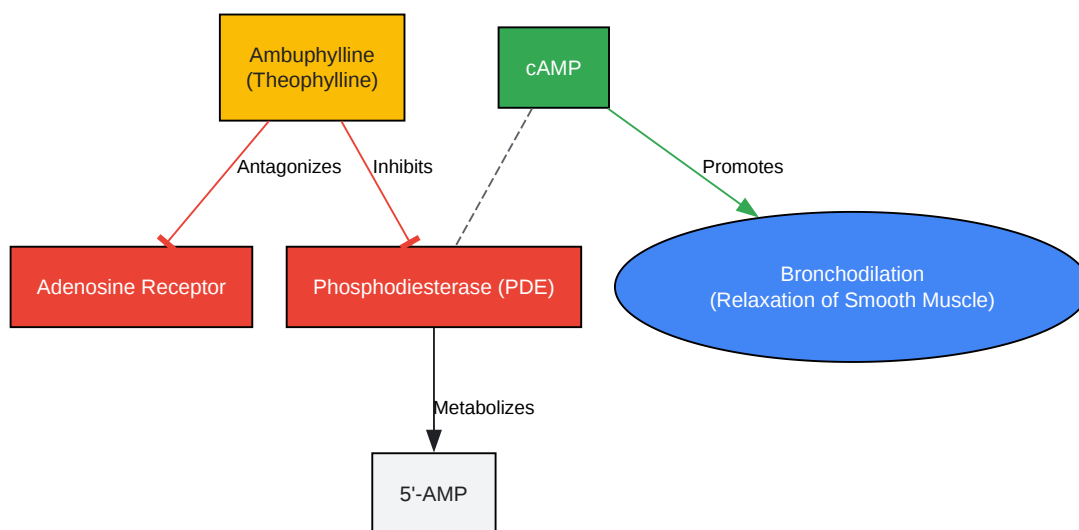 Ambuphylline
(Theophylline)
cAMP
Antagonizes
Inhibits
Promotes
Adenosine Receptor
Phosphodiesterase (PDE)
Bronchodilation
(Relaxation of Smooth Muscle)
Metabolizes
5'-AMP